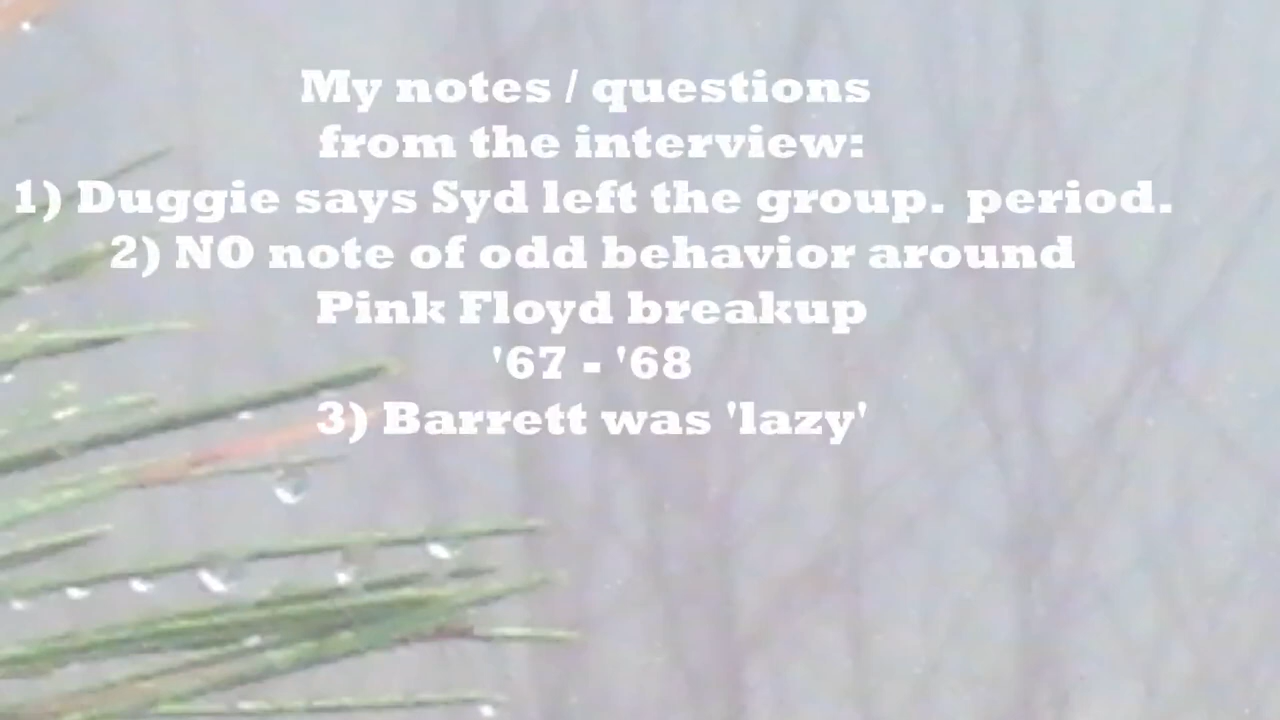 My notes / questions
from the interview:
1) Duggie says Syd left the group. period.
2) NO note of odd behavior around
Pink Floyd breakup
'67 - '68
3) Barrett was 'lazy'